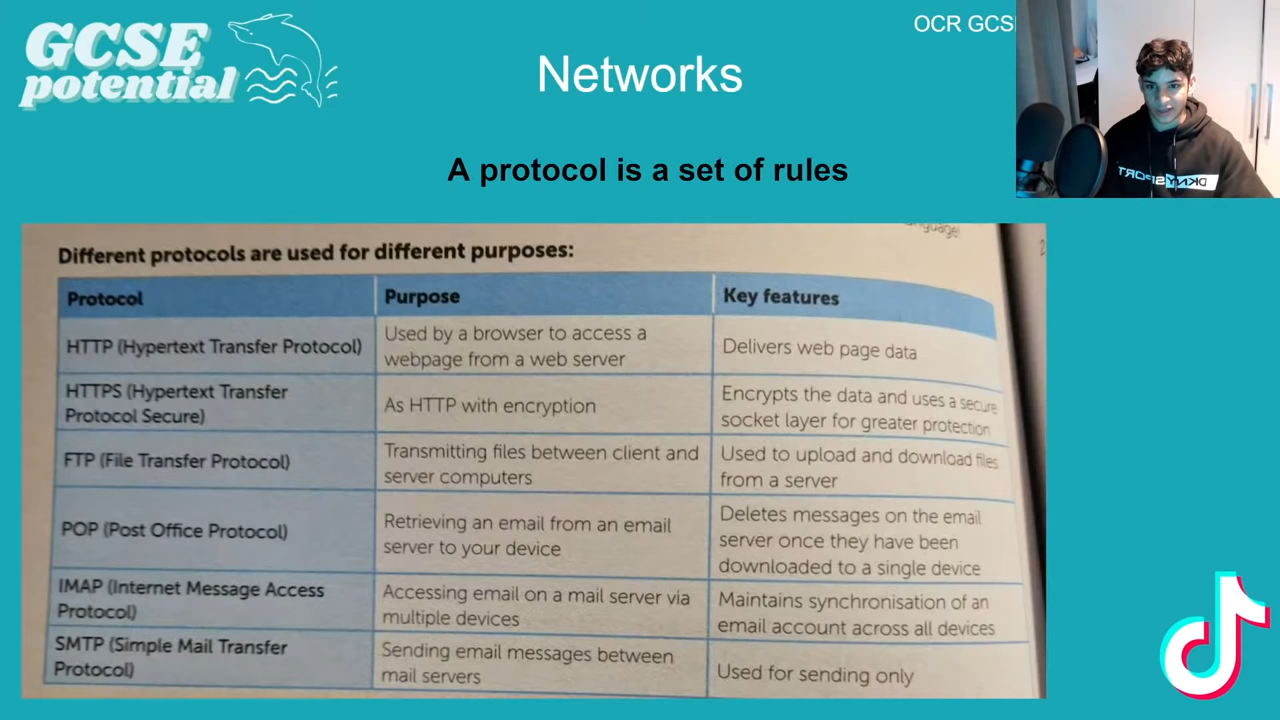 GCSE
potential
OCR GCS
Networks
A protocol is a set of rules
nguage!
2
Different protocols are used for different purposes:
Protocol
Purpose
Key features
HTTP (Hypertext Transfer Protocol)
Used by a browser to access a
webpage from a web server
Delivers web page data
HTTPS (Hypertext Transfer
Protocol Secure)
As HTTP with encryption
Encrypts the data and uses a secure
socket layer for greater protection
FTP (File Transfer Protocol)
Transmitting files between client and
server computers
Used to upload and download files
from a server
POP (Post Office Protocol)
Retrieving an email from an email
server to your device
Deletes messages on the email
server once they have been
downloaded to a single device
IMAP (Internet Message Access
Protocol)
Accessing email on a mail server via
multiple devices
Maintains synchronisation of an
email account across all devices
SMTP (Simple Mail Transfer
Protocol)
Sending email messages between
mail servers
Used for sending only
DKNY SPORT